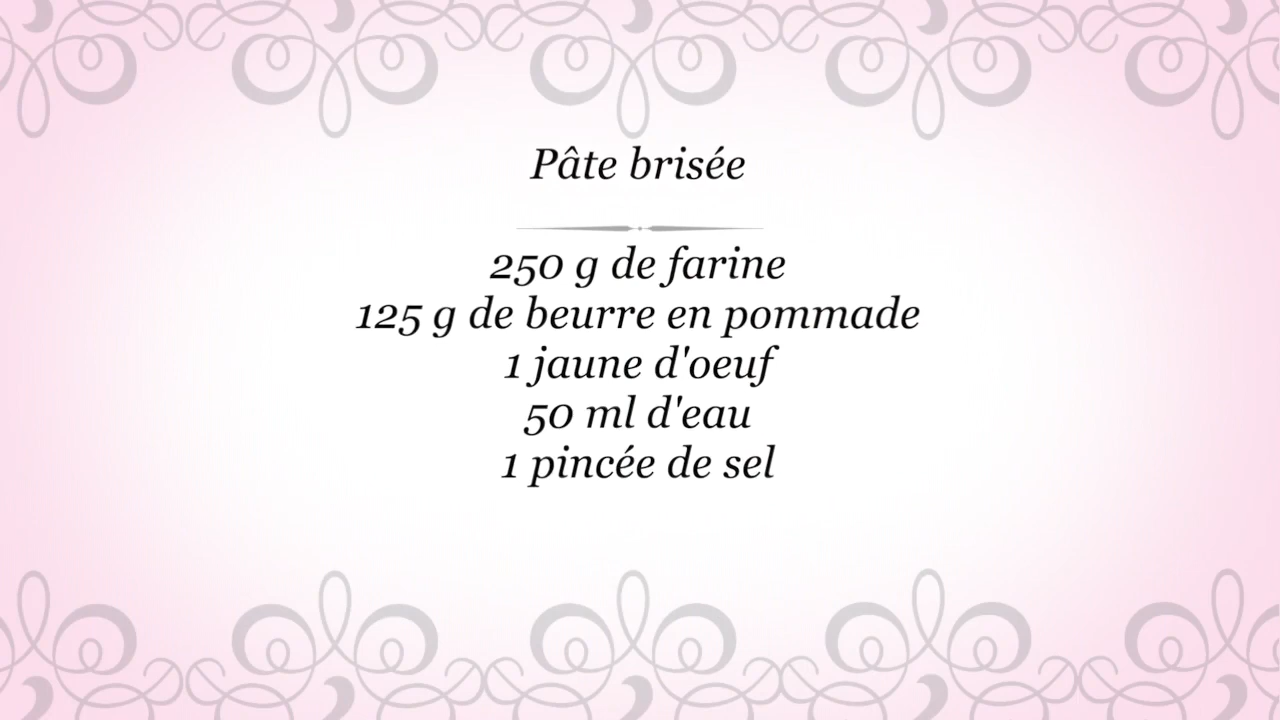 Pâte brisée
250 g de farine
125 g de beurre en pommade
1 jaune d'oeuf
50 ml d'eau
1 pincée de sel